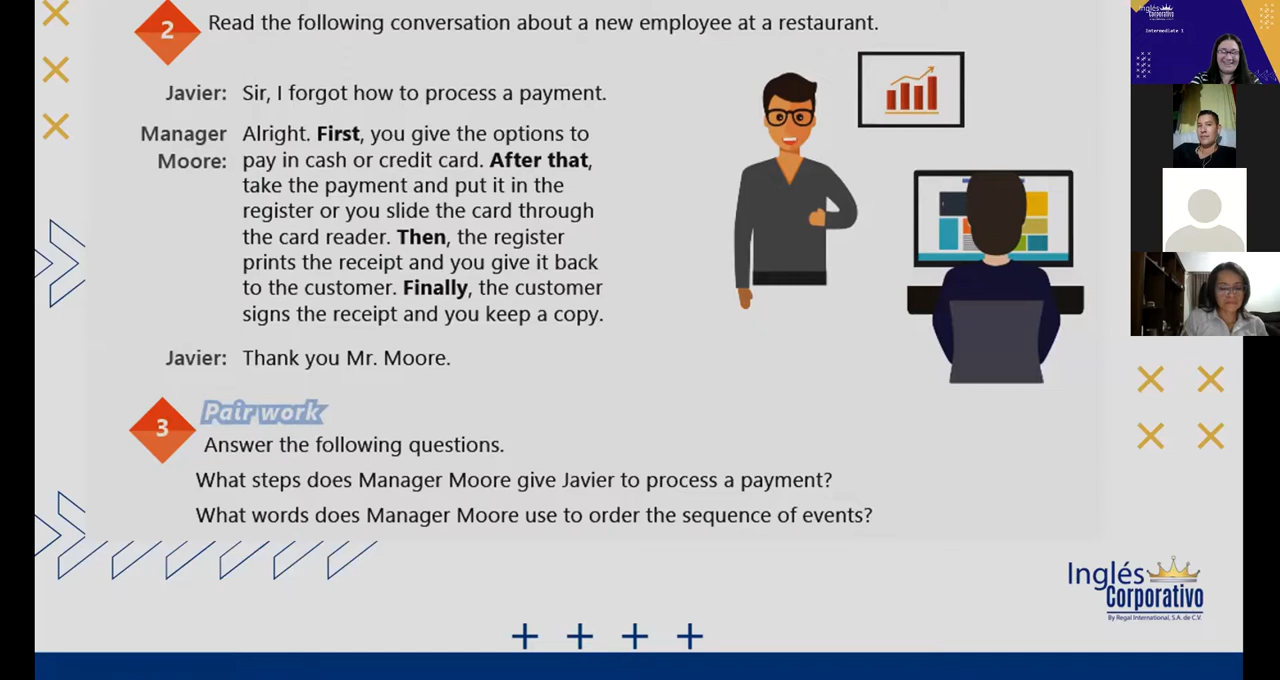 2
Read the following conversation about a new employee at a restaurant.
Javier: Sir, I forgot how to process a payment.
Manager Moore: Alright. First, you give the options to
pay in cash or credit card. After that,
take the payment and put it in the
register or you slide the card through
the card reader. Then, the register
prints the receipt and you give it back
to the customer. Finally, the customer
signs the receipt and you keep a copy.
Javier: Thank you Mr. Moore.
3
Pair work
Answer the following questions.
What steps does Manager Moore give Javier to process a payment?
What words does Manager Moore use to order the sequence of events?
Inglés
Corporativo
By Regal International, S.A. de C.V.
Inglés
Corporativo
Intermediate 1